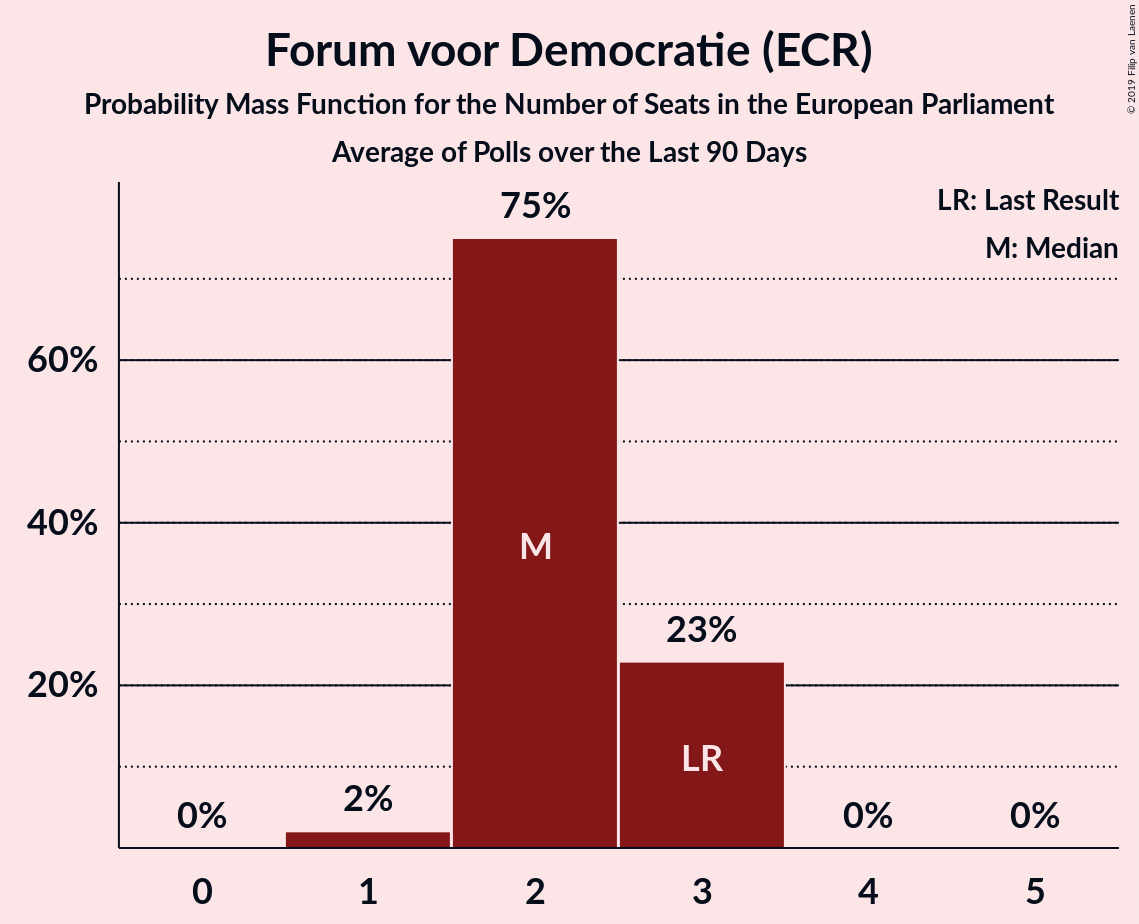 Forum voor Democratie (ECR)
Probability Mass Function for the Number of Seats in the European Parliament
Average of Polls over the Last 90 Days
© 2019 Filip van Laenen
LR: Last Result
M: Median
75%
60%
40%
M
23%
20%
LR
2%
0%
0%
0%
0
1
2
3
4
5